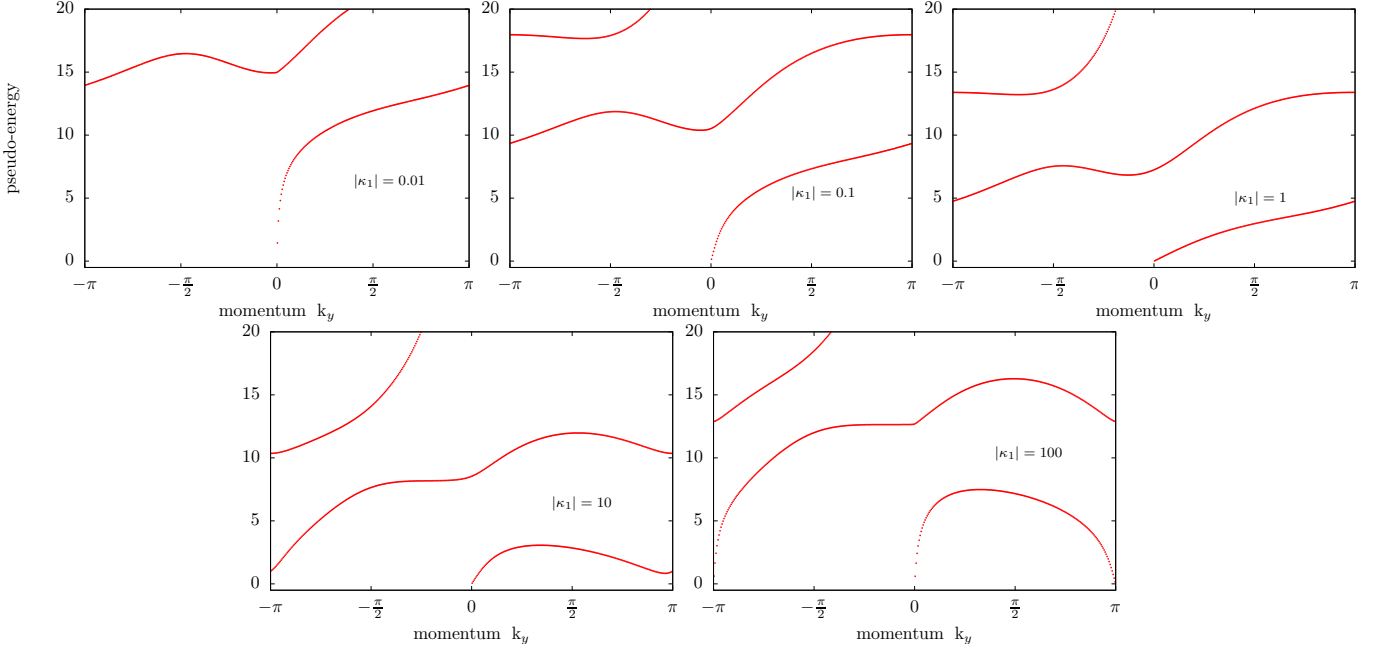 20
15
10
5
0
pseudo-energy
|κ₁| = 0.01
−π
−π/2
0
π/2
π
momentum k_y
20
15
10
5
0
|κ₁| = 0.1
−π
−π/2
0
π/2
π
momentum k_y
20
15
10
5
0
|κ₁| = 1
−π
−π/2
0
π/2
π
momentum k_y
20
15
10
5
0
|κ₁| = 10
−π
−π/2
0
π/2
π
momentum k_y
20
15
10
5
0
|κ₁| = 100
−π
−π/2
0
π/2
π
momentum k_y